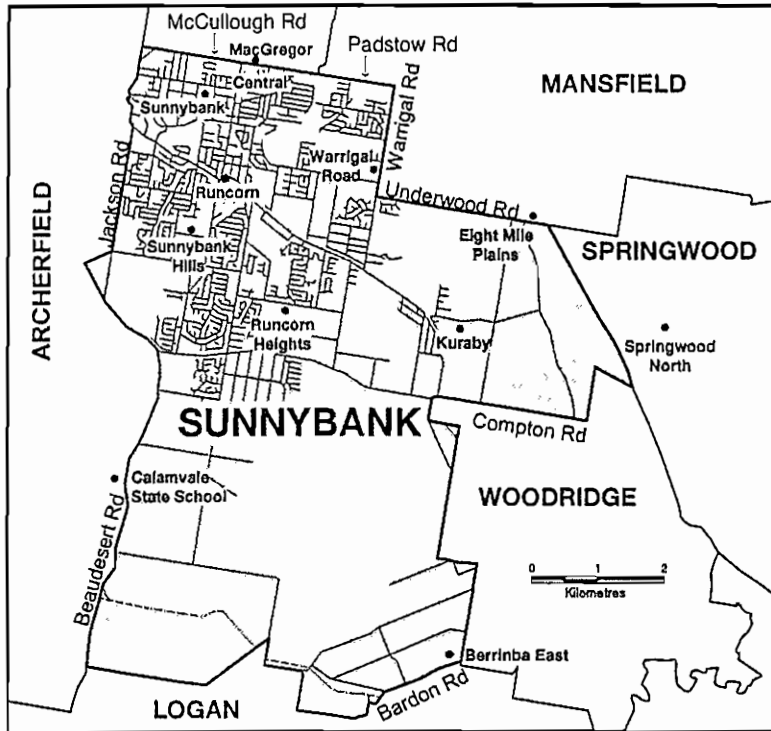 McCullough Rd
MacGregor
Padstow Rd
Central
Sunnybank
Warrigal Rd
MANSFIELD
Warrigal
Road
Runcorn
Underwood Rd
Jackson Rd
Sunnybank
Hills
Eight Mile
Plains
SPRINGWOOD
ARCHERFIELD
Runcorn
Heights
Kuraby
Springwood
North
SUNNYBANK
Compton Rd
Calamvale
State School
WOODRIDGE
Beaudesert Rd
0 1 2
Kilometres
Berrinba East
Bardon Rd
LOGAN